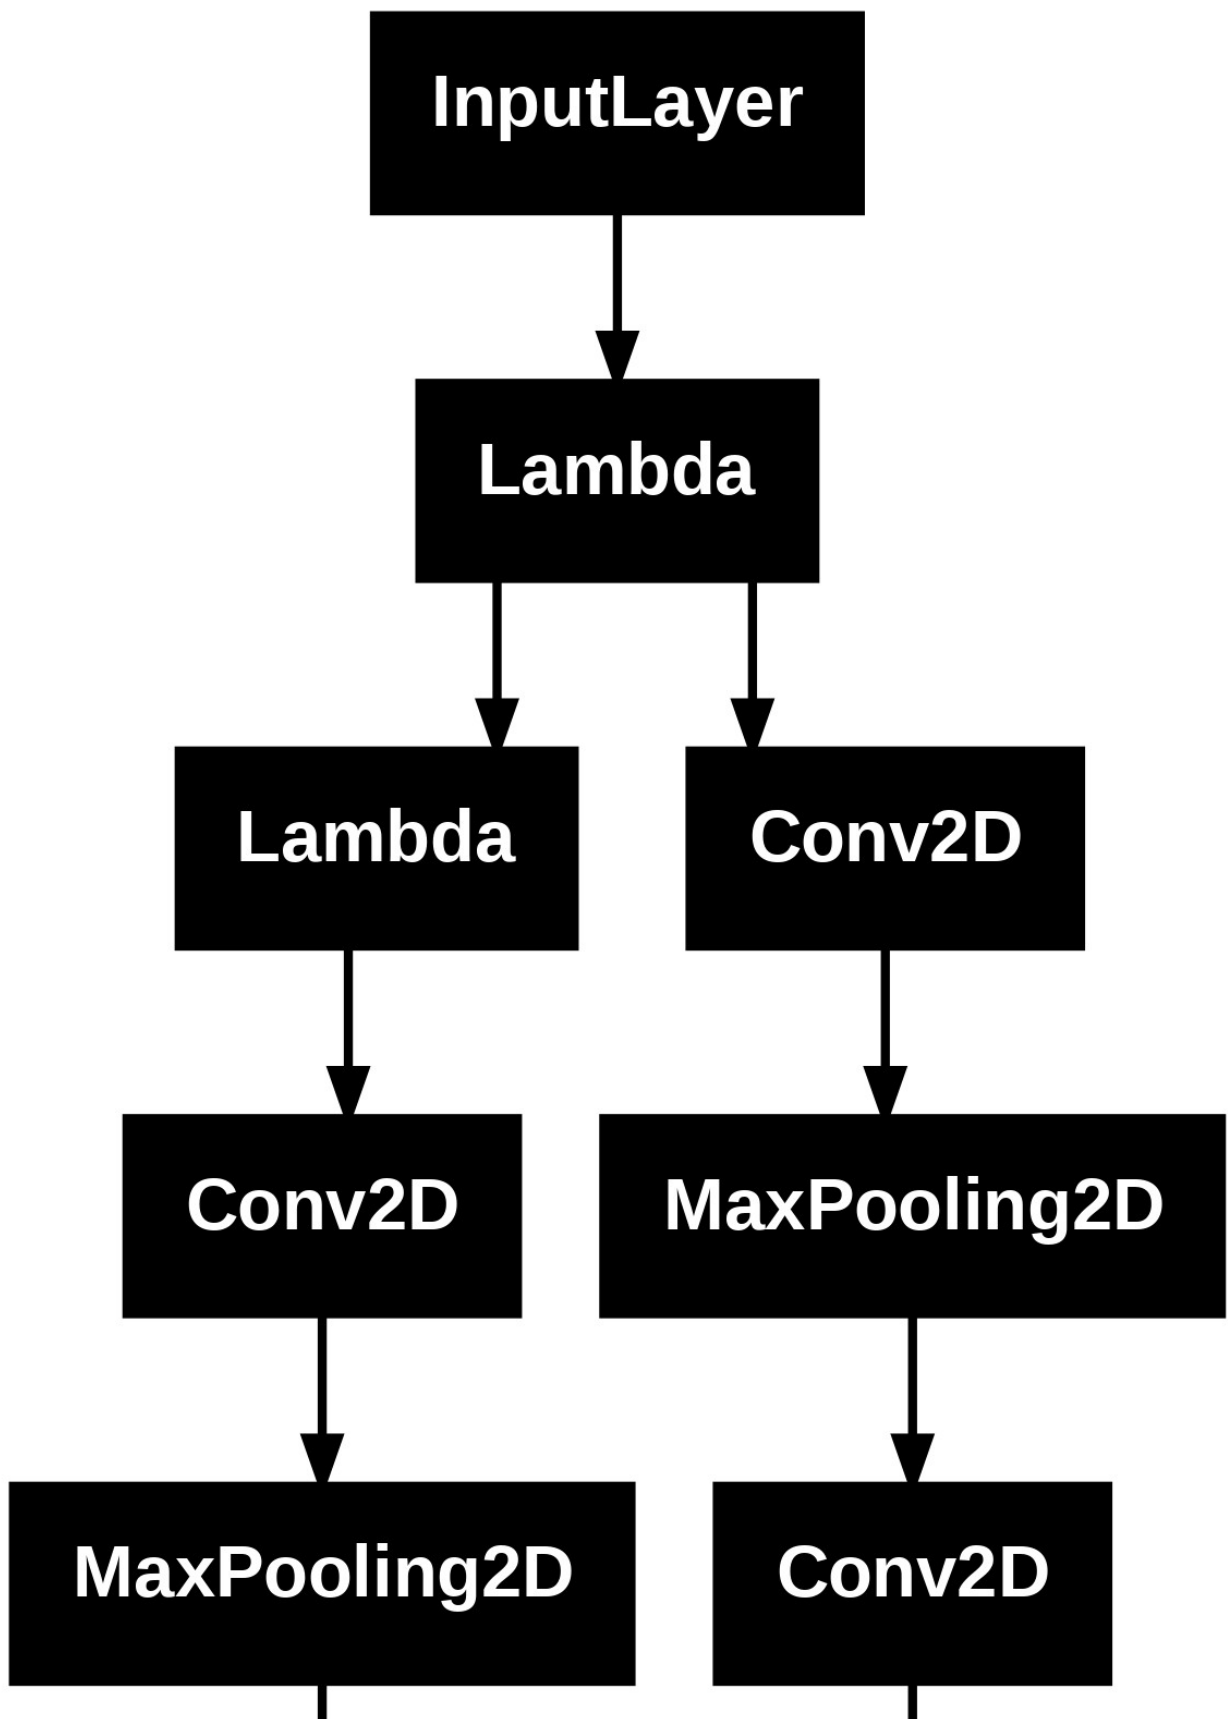 InputLayer
Lambda
Lambda
Conv2D
Conv2D
MaxPooling2D
MaxPooling2D
Conv2D